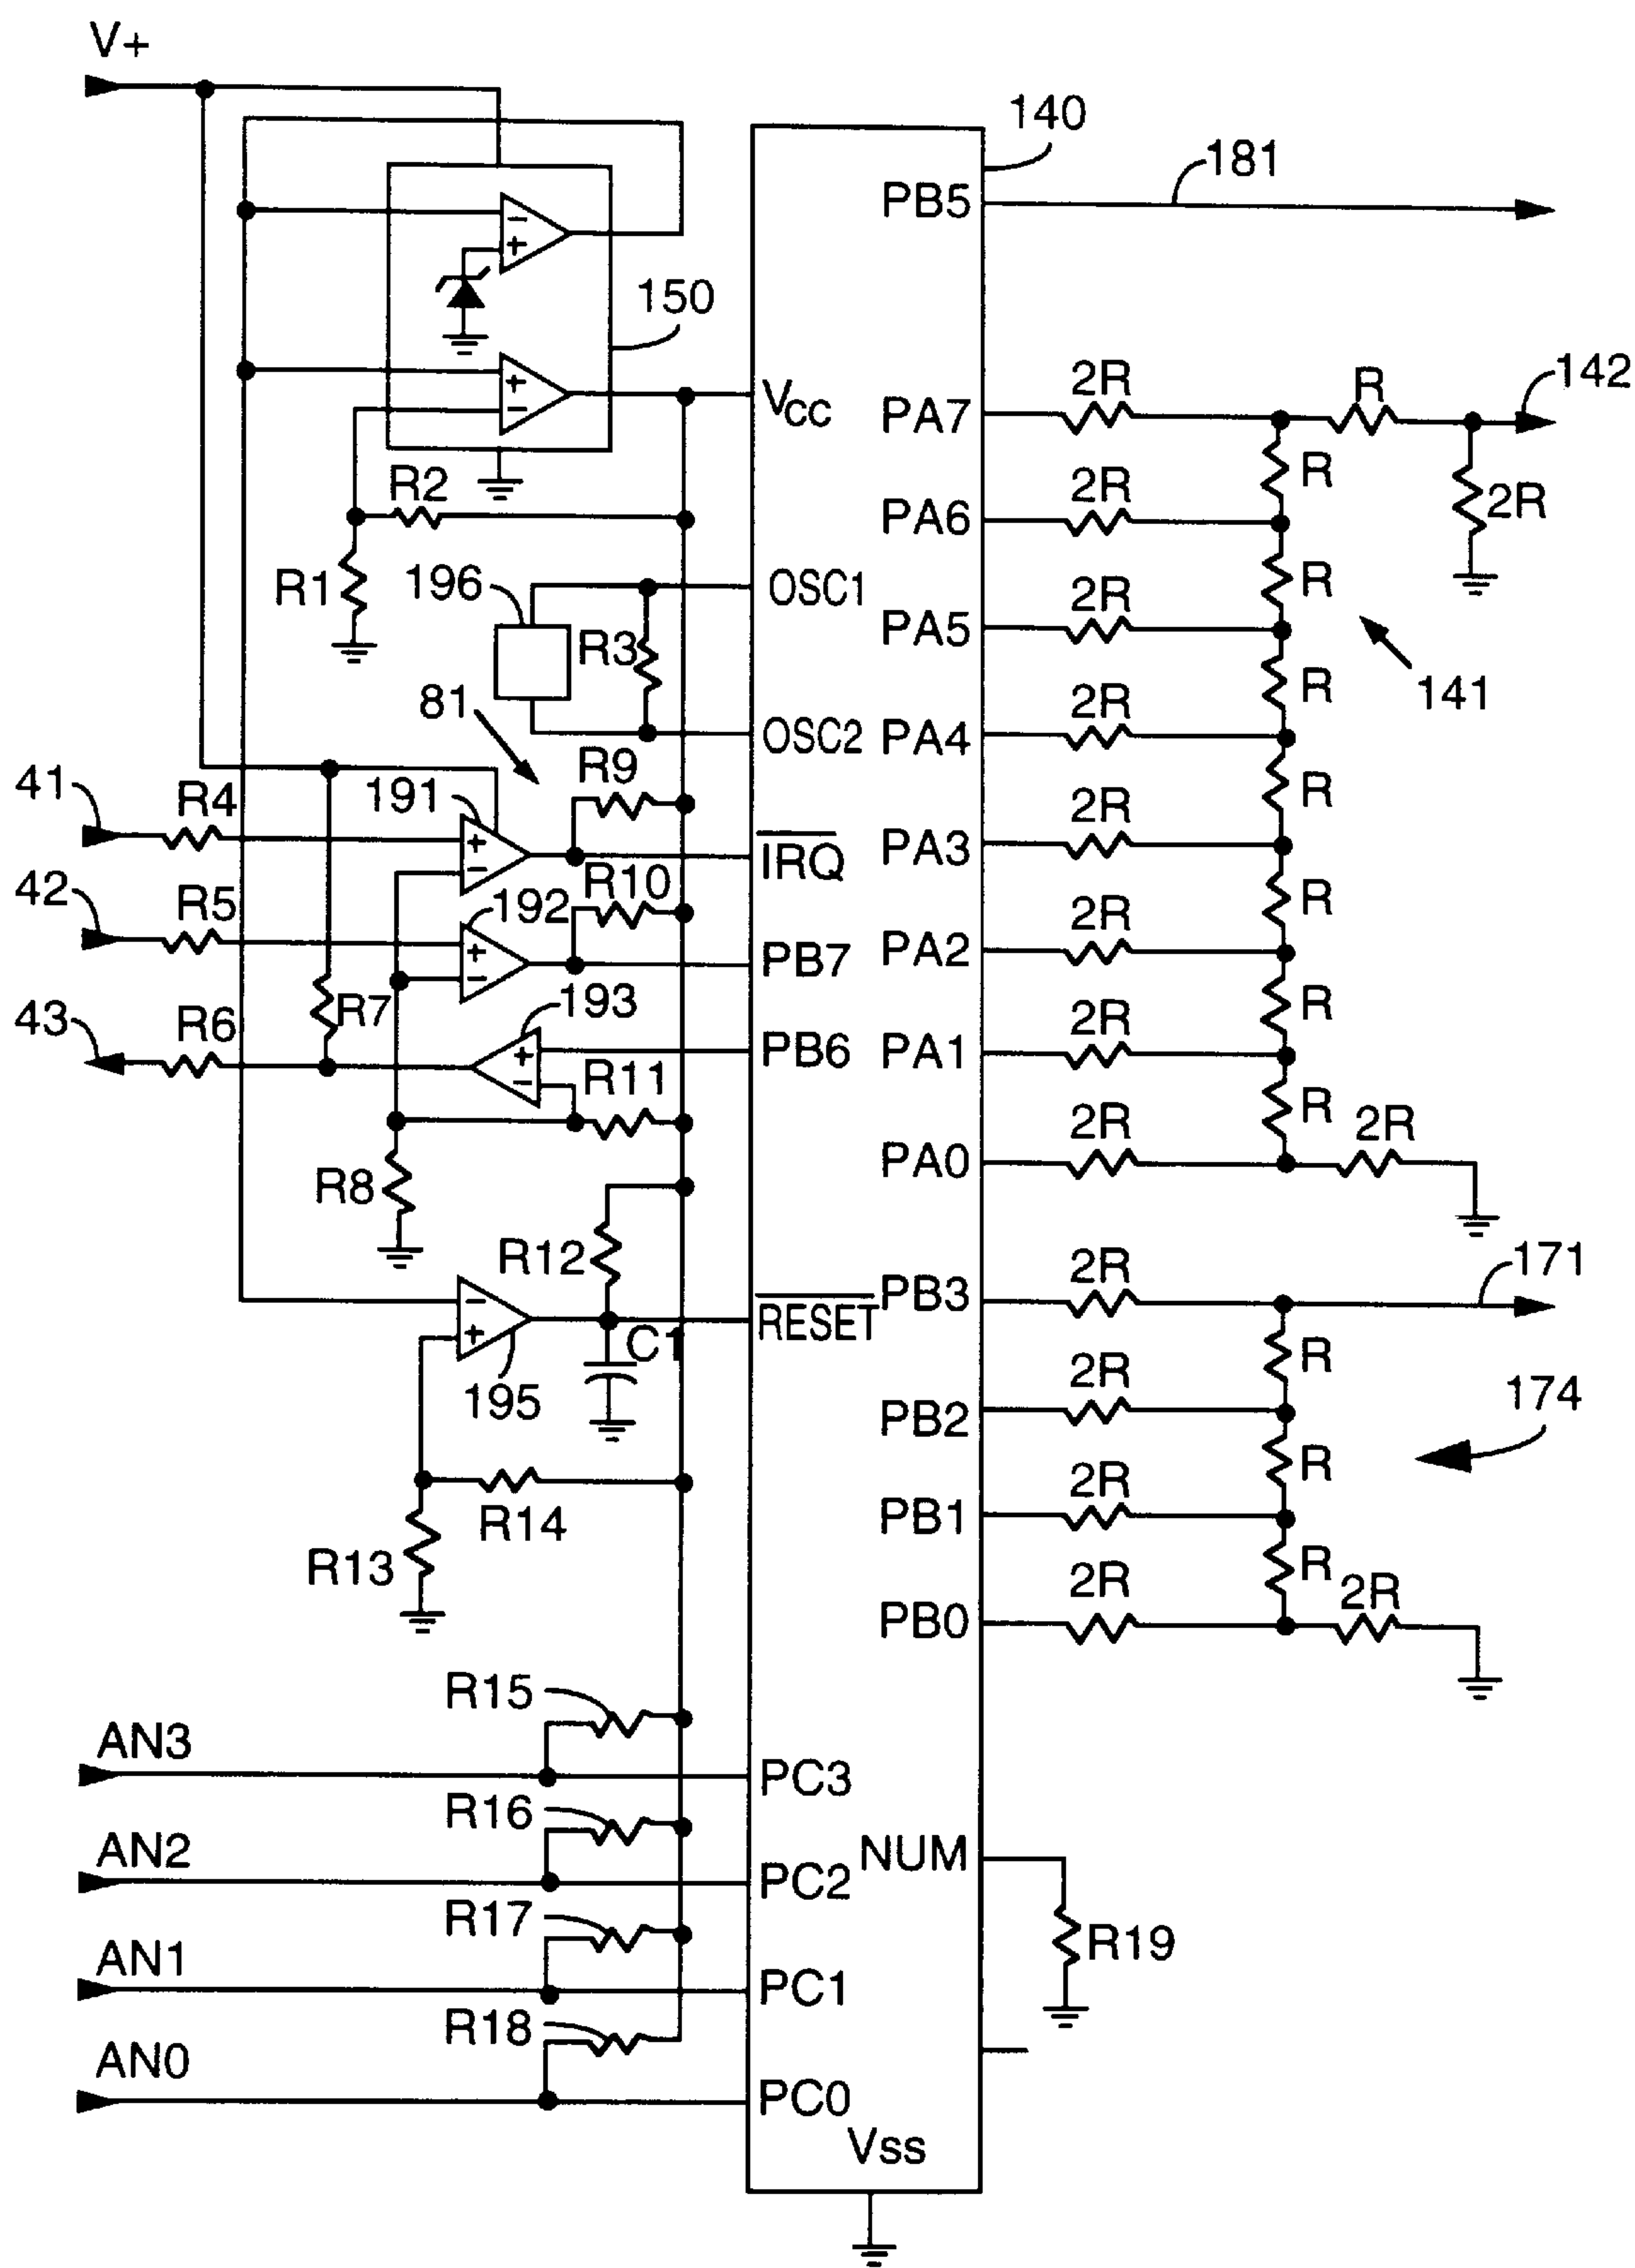 V+
140
181
PB5
150
142
VCC
PA7
2R
R
R
2R
R2
PA6
2R
R
R1
196
OSC1
R3
PA5
2R
R
141
81
OSC2
PA4
2R
R
R9
41
R4
191
IRQ
PA3
2R
R
R10
42
R5
192
PB7
PA2
2R
R
193
43
R6
R7
PB6
PA1
2R
R
R11
R8
PA0
2R
2R
R12
171
RESET
PB3
2R
R
C1
195
PB2
2R
174
R
R14
PB1
2R
R13
R
PB0
2R
2R
R15
AN3
PC3
R16
AN2
PC2
NUM
R17
R19
AN1
PC1
R18
AN0
PC0
Vss
+
−
+
−
+
−
+
−
+
−
+
−